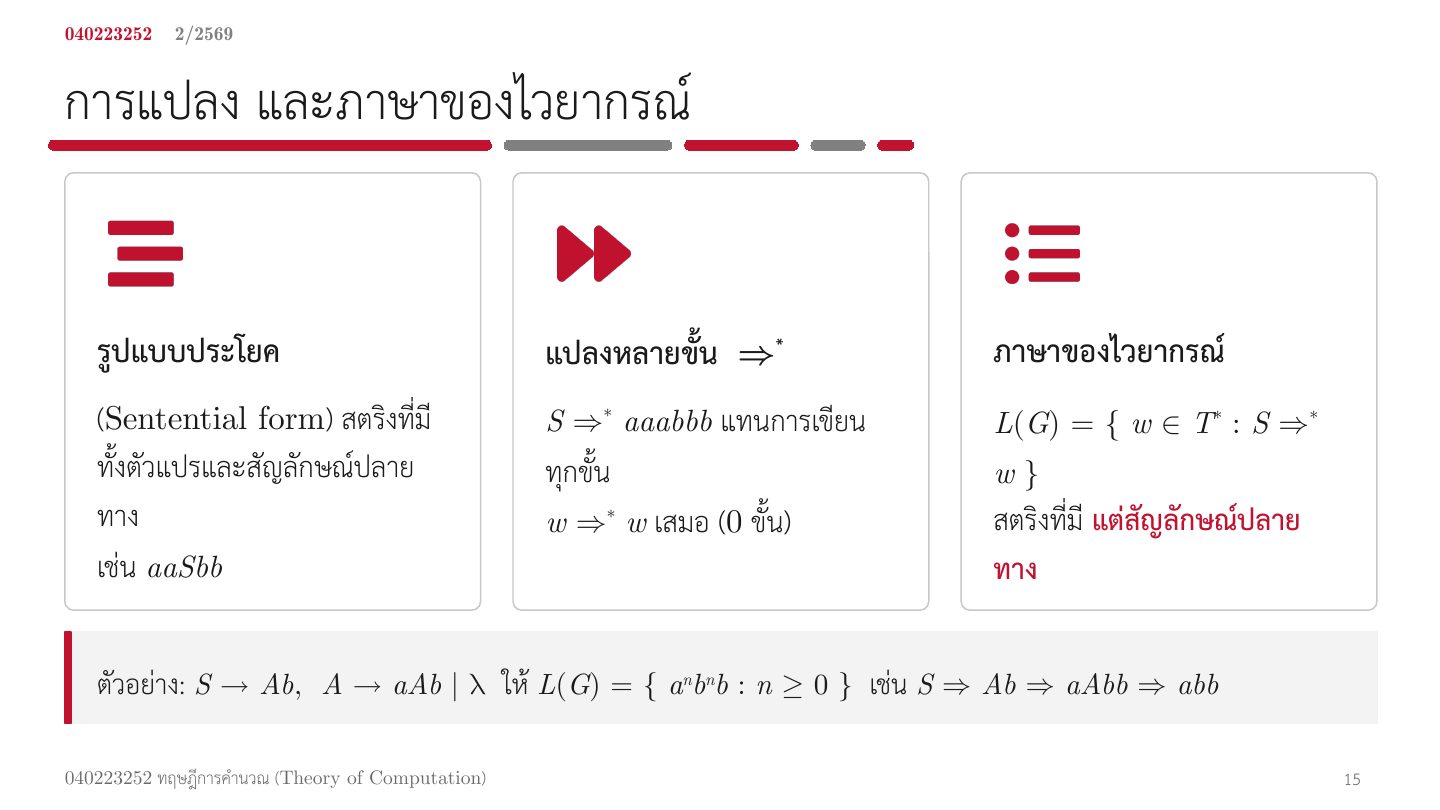 040223252 2/2569
การแปลง และภาษาของไวยากรณ์
รูปแบบประโยค
(Sentential form) สตริงที่มี
ทั้งตัวแปรและสัญลักษณ์ปลาย
ทาง
เช่น aaSbb
แปลงหลายขั้น ⇒*
S ⇒* aaabbb แทนการเขียน
ทุกขั้น
w ⇒* w เสมอ (0 ขั้น)
ภาษาของไวยากรณ์
L(G) = { w ∈ T* : S ⇒*
w }
สตริงที่มี แต่สัญลักษณ์ปลาย
ทาง
ตัวอย่าง: S → Ab, A → aAb | λ ให้ L(G) = { aⁿbⁿb : n ≥ 0 } เช่น S ⇒ Ab ⇒ aAbb ⇒ abb
040223252 ทฤษฎีการคำนวณ (Theory of Computation)
15